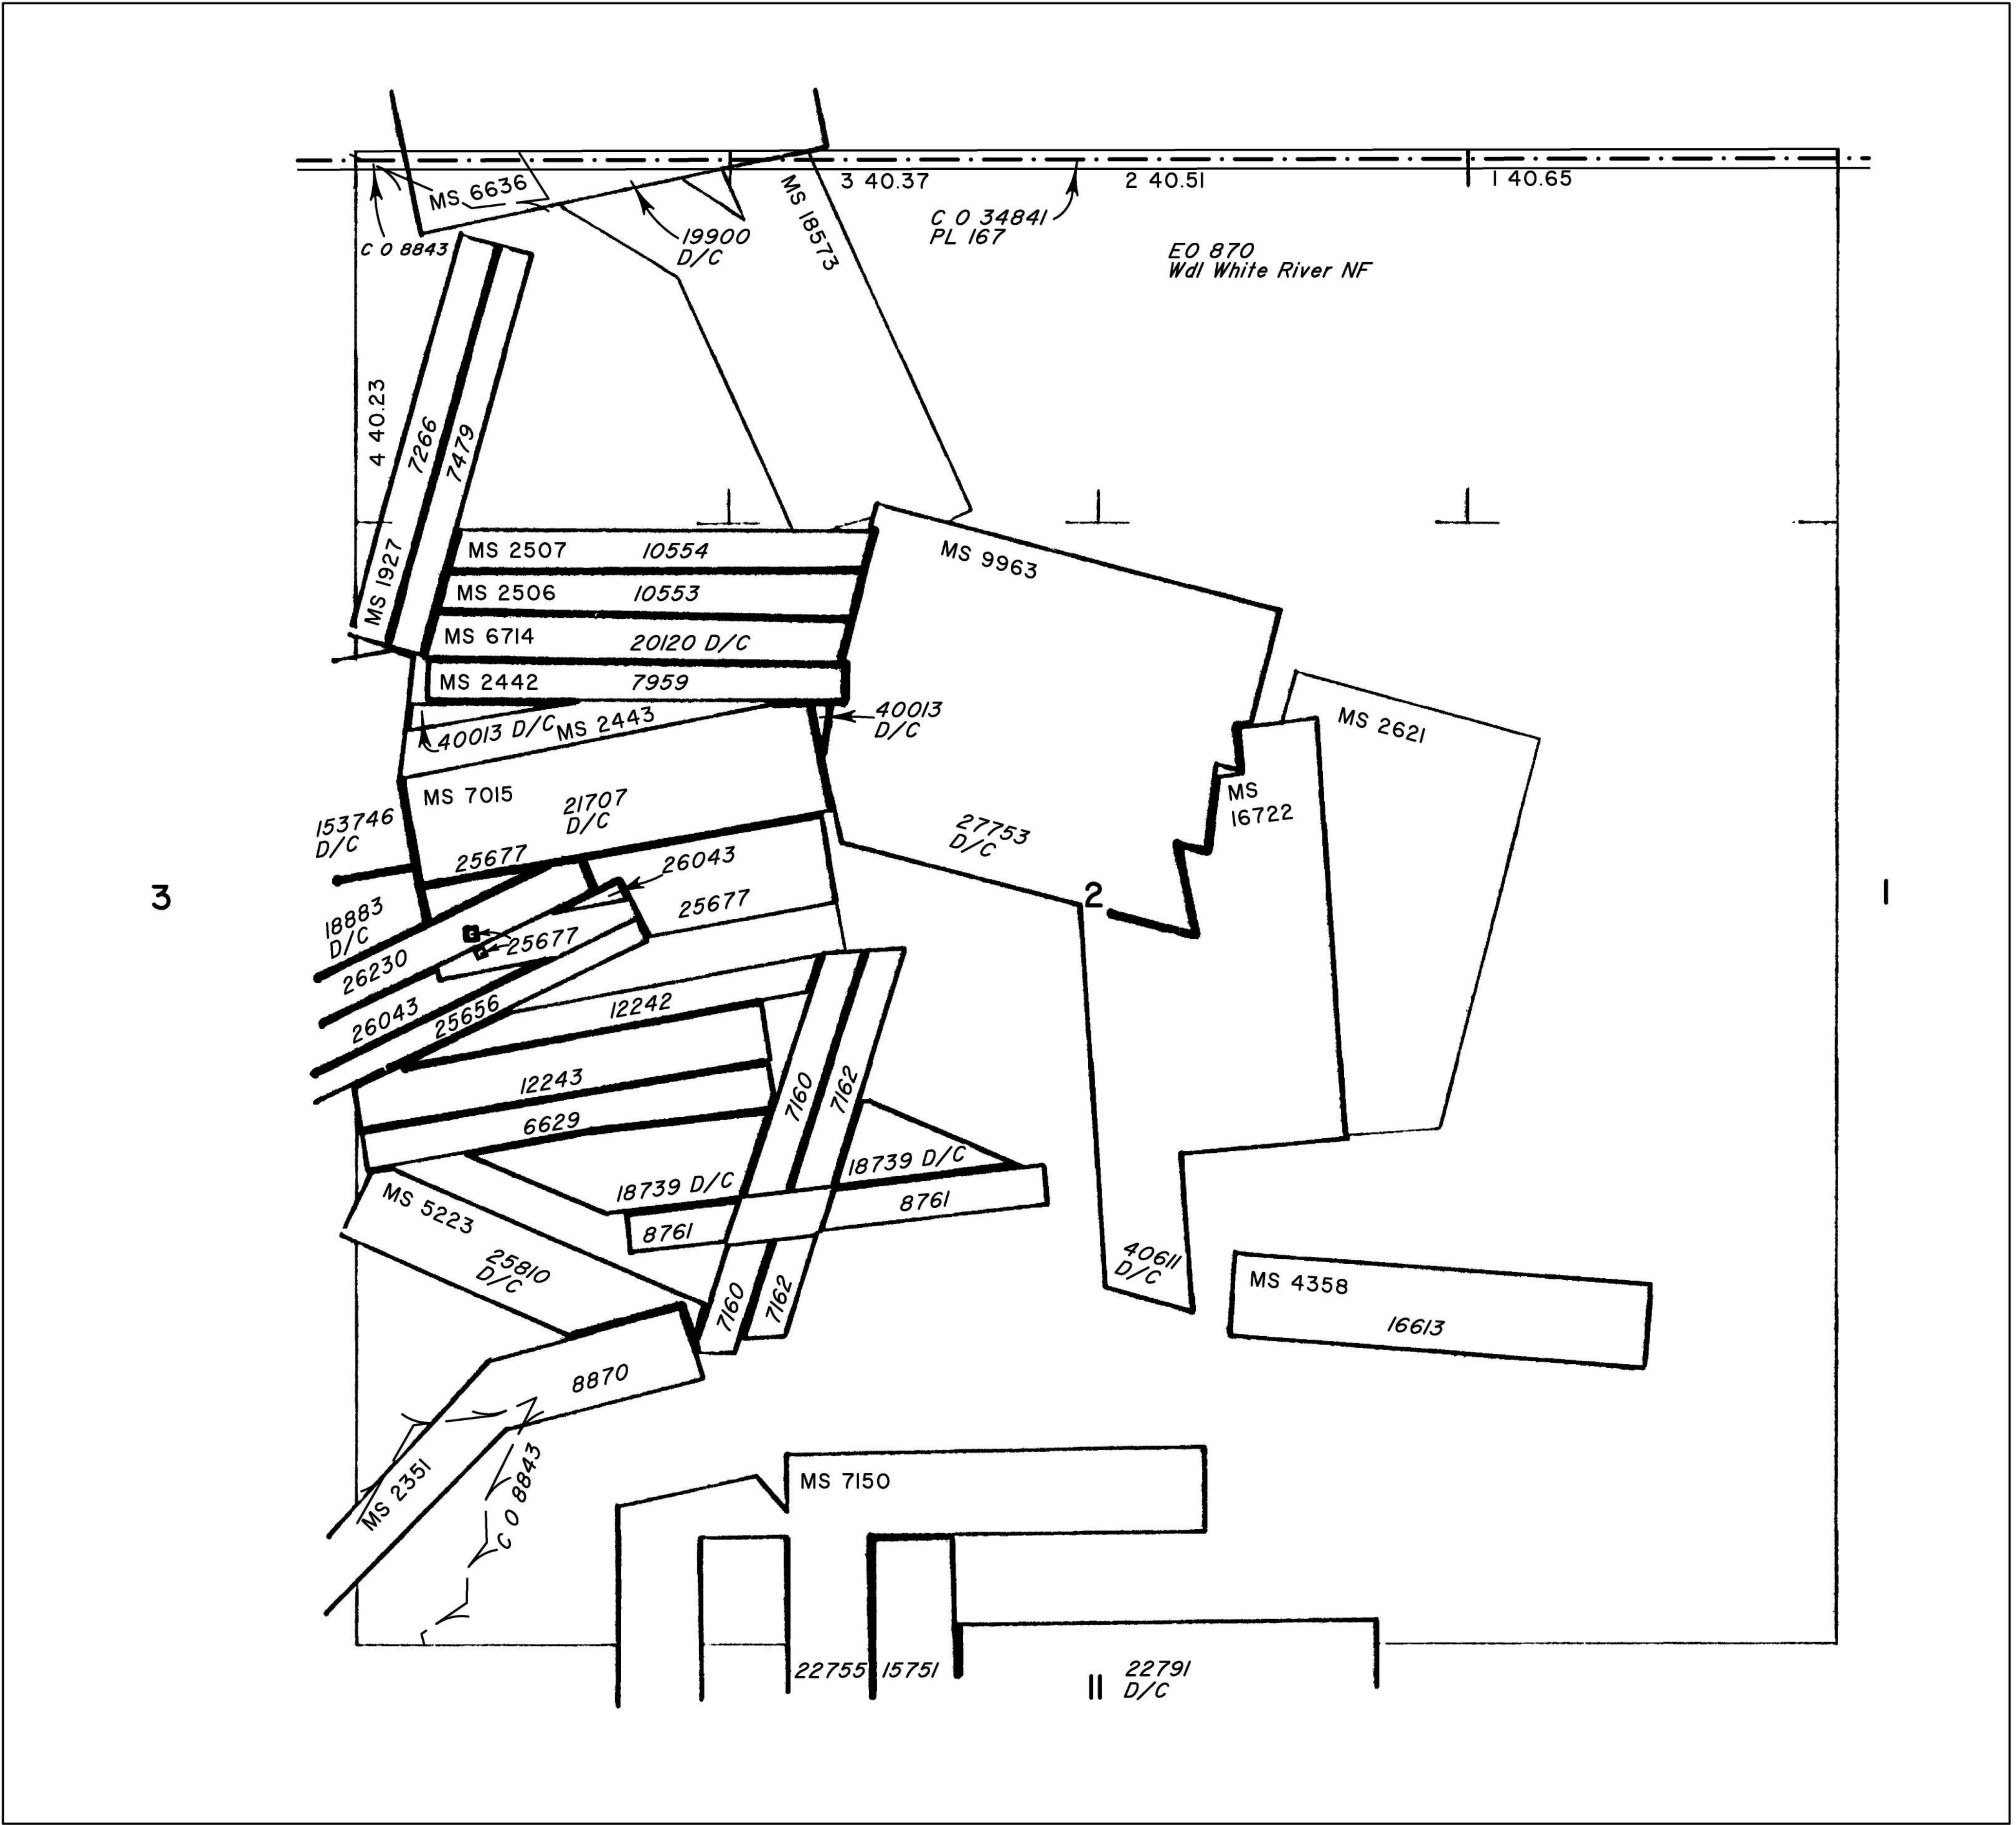 3 40.37
2 40.51
1 40.65
MS 6636
MS 18573
C O 34841
PL 167
C O 8843
19900
D/C
EO 870
Wdl White River NF
4 40.23
7266
7479
MS 1927
MS 2507 10554
MS 2506 10553
MS 6714 20120 D/C
MS 2442 7959
MS 9963
40013 D/C
MS 2443
40013
D/C
MS 2621
MS 7015
21707
D/C
MS
16722
153746
D/C
27753
D/C
25677
26043
3
2
1
18883
D/C
25677
25677
26230
26043
25656
12242
12243
7160
7162
6629
18739 D/C
18739 D/C
MS 5223
8761
8761
25810
D/C
40611
D/C
MS 4358
16613
7160
7162
8870
MS 2351
C O 8843
MS 7150
22755
15751
11
22791
D/C